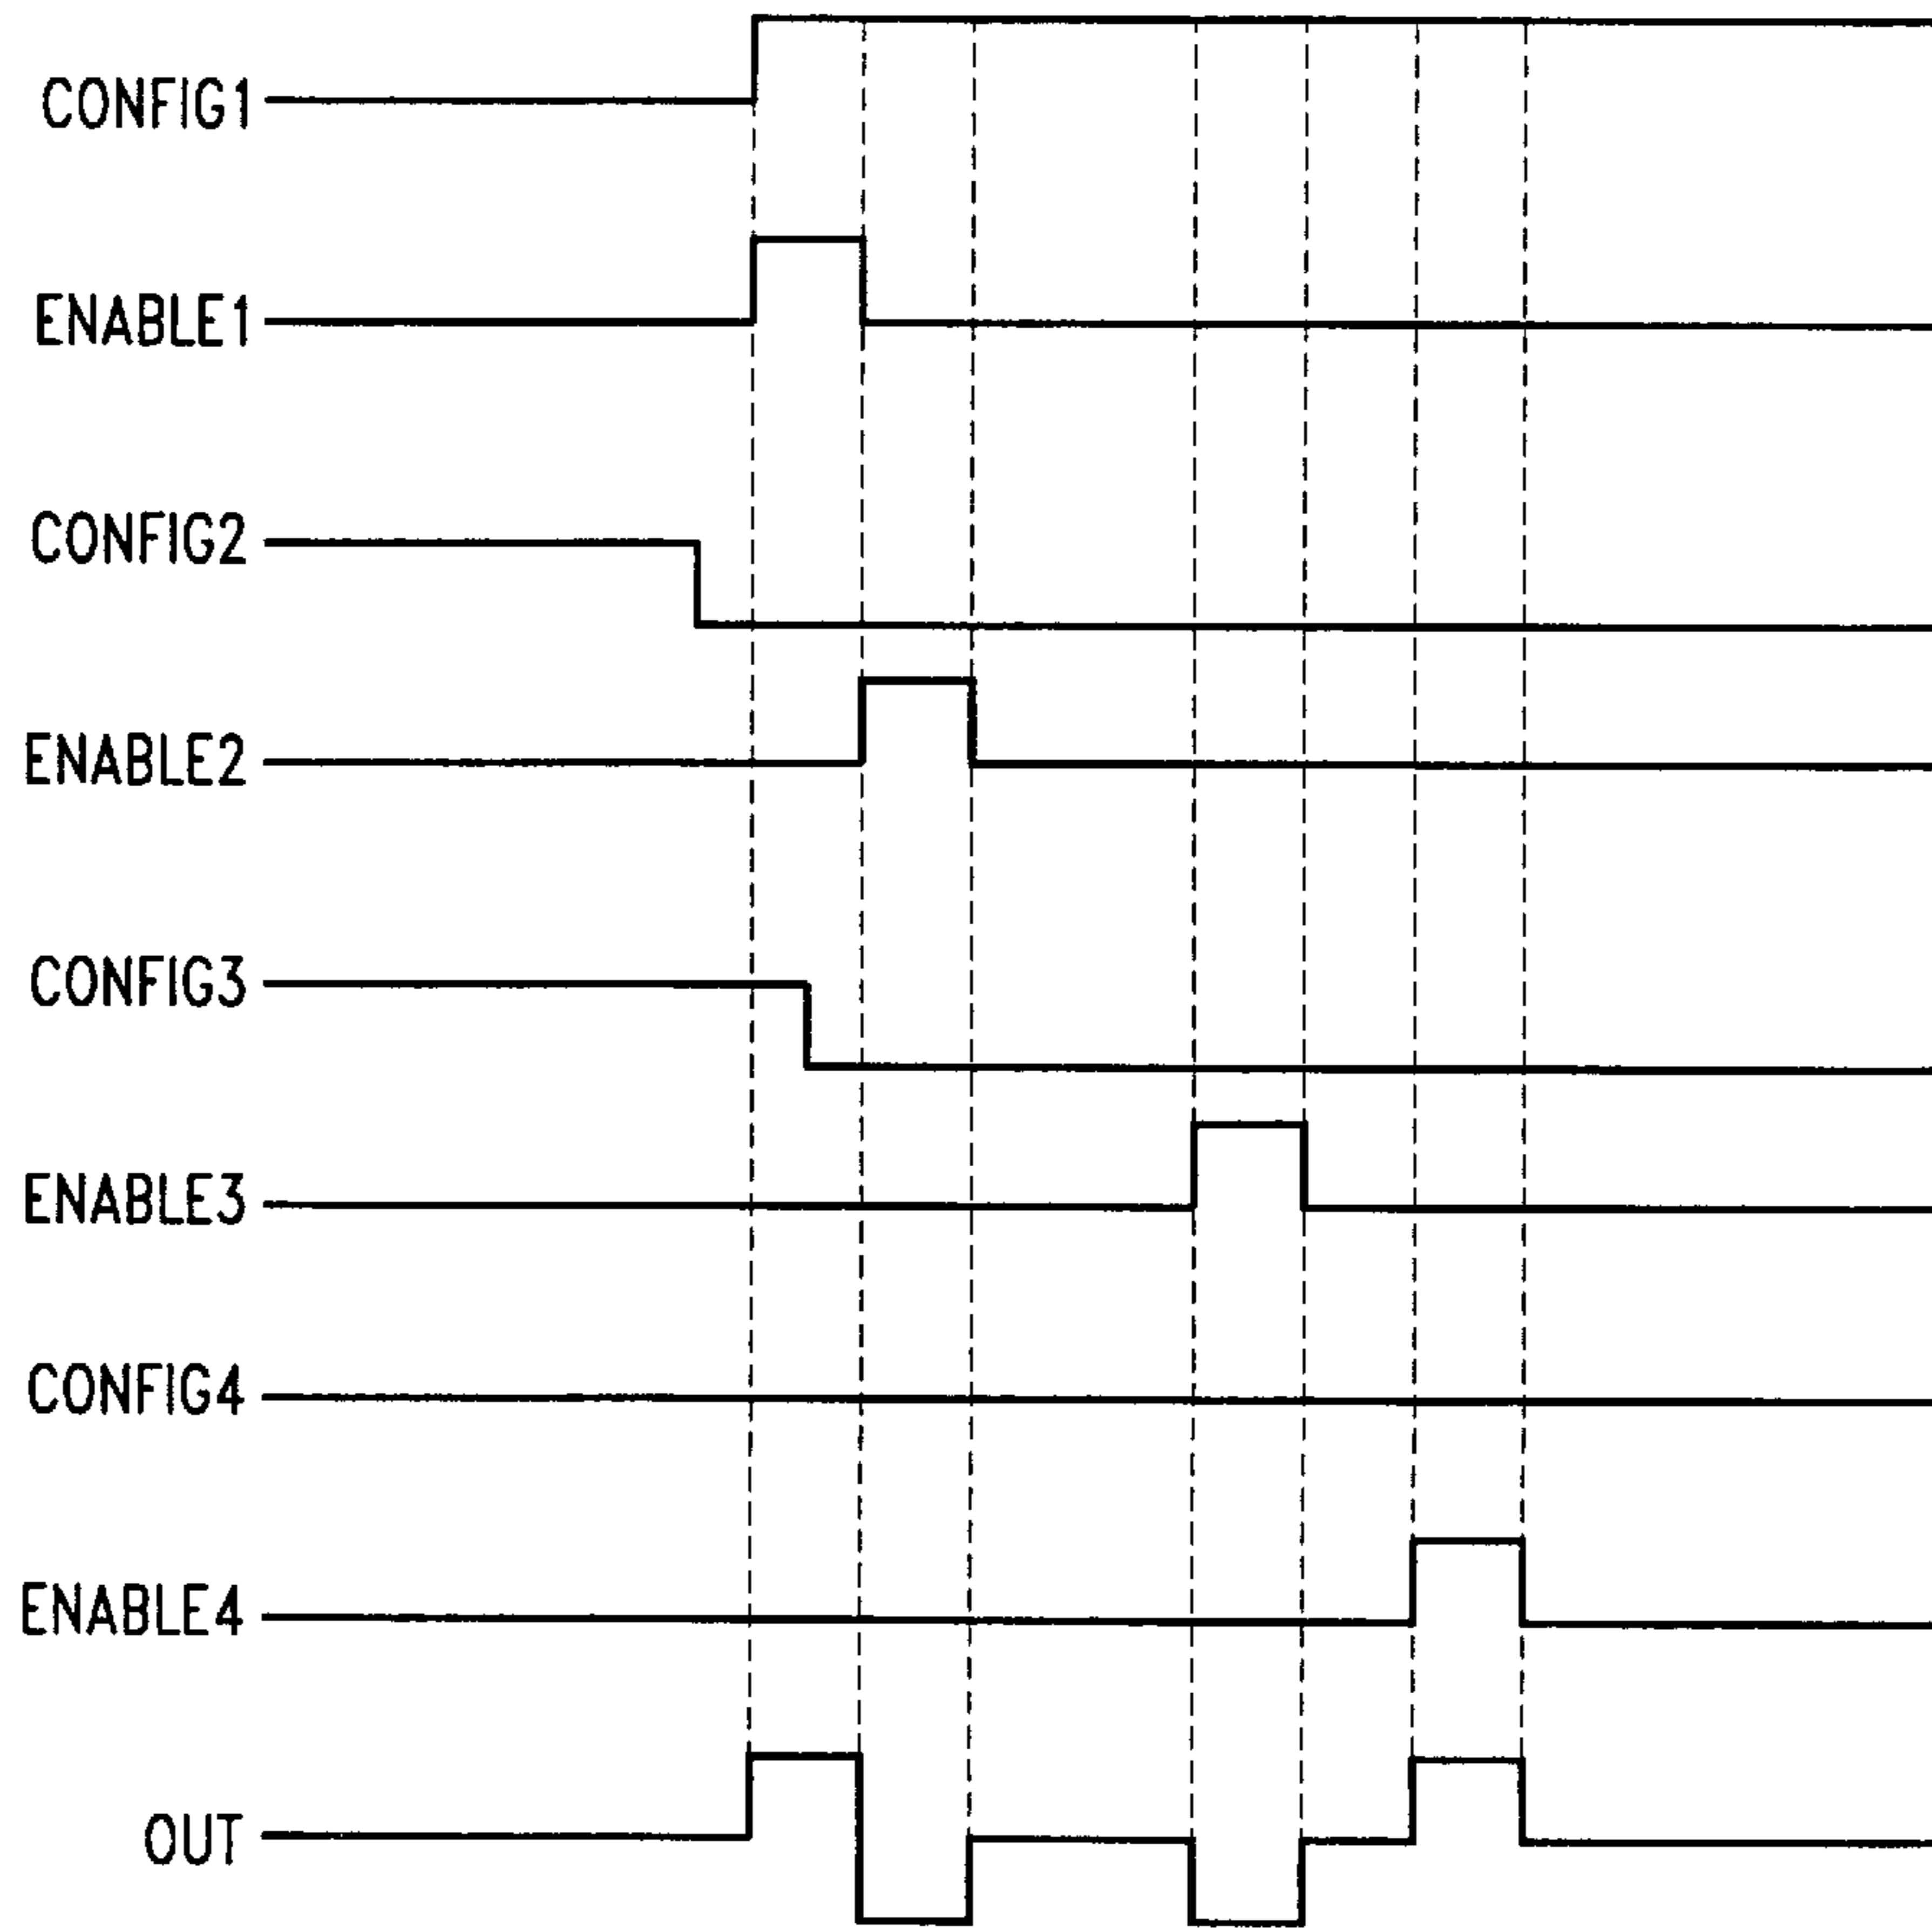 CONFIG1
ENABLE1
CONFIG2
ENABLE2
CONFIG3
ENABLE3
CONFIG4
ENABLE4
OUT